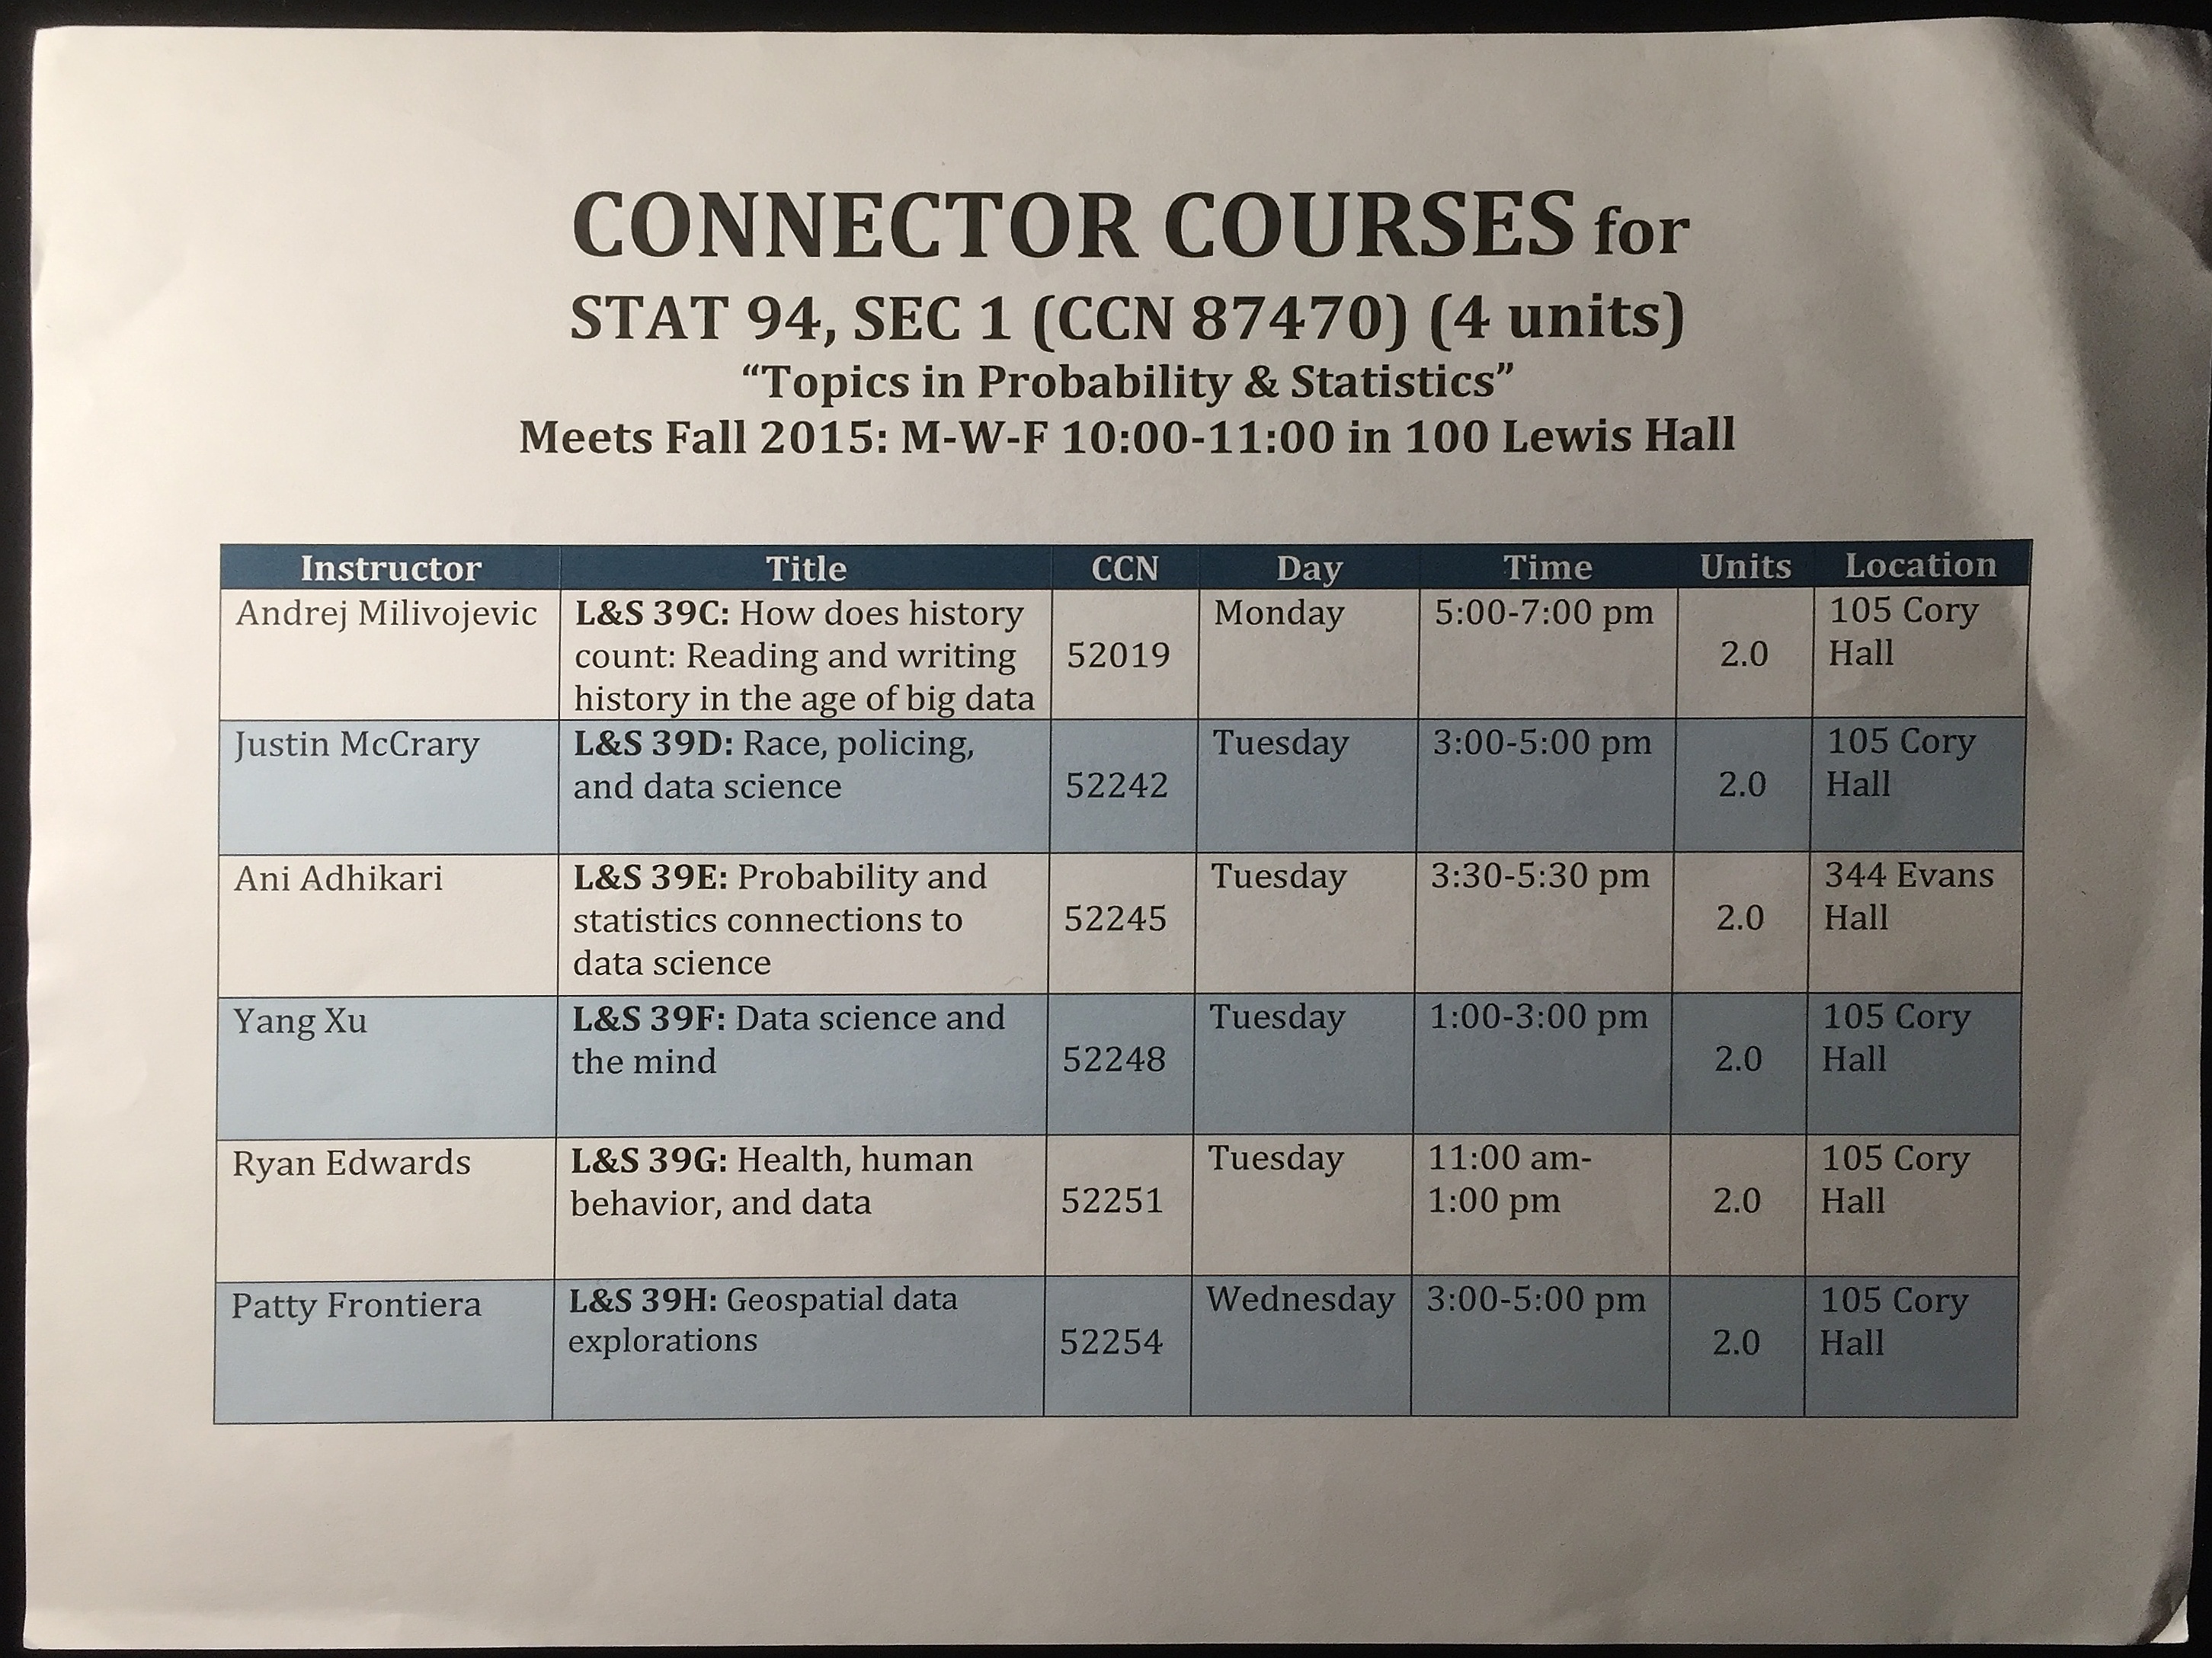 CONNECTOR COURSES for
STAT 94, SEC 1 (CCN 87470) (4 units)
“Topics in Probability & Statistics”
Meets Fall 2015: M-W-F 10:00-11:00 in 100 Lewis Hall
Instructor Title CCN Day Time Units Location
Andrej Milivojevic L&S 39C: How does history Monday 5:00-7:00 pm 105 Cory
count: Reading and writing 52019 2.0 Hall
history in the age of big data
Justin McCrary L&S 39D: Race, policing, Tuesday 3:00-5:00 pm 105 Cory
and data science 52242 2.0 Hall
Ani Adhikari L&S 39E: Probability and Tuesday 3:30-5:30 pm 344 Evans
statistics connections to 52245 2.0 Hall
data science
Yang Xu L&S 39F: Data science and Tuesday 1:00-3:00 pm 105 Cory
the mind 52248 2.0 Hall
Ryan Edwards L&S 39G: Health, human Tuesday 11:00 am- 105 Cory
behavior, and data 52251 1:00 pm 2.0 Hall
Patty Frontiera L&S 39H: Geospatial data Wednesday 3:00-5:00 pm 105 Cory
explorations 52254 2.0 Hall